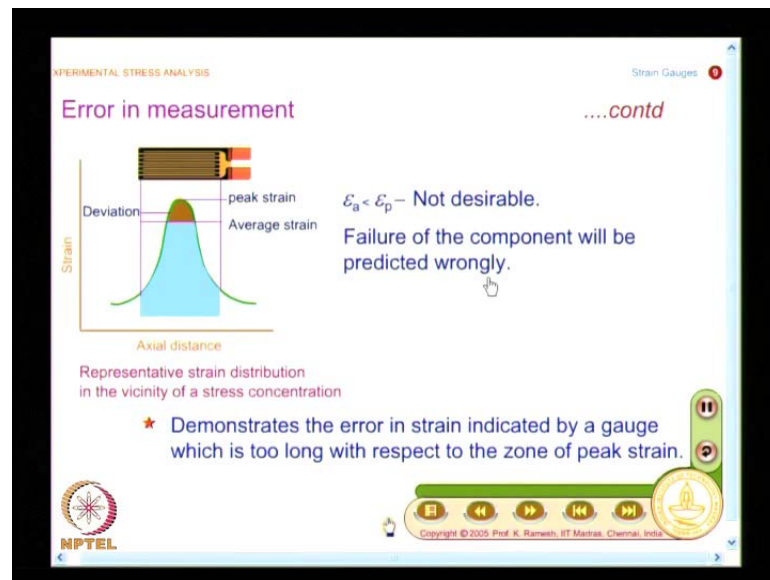 XPERIMENTAL STRESS ANALYSIS
Strain Gauges 9
Error in measurement
....contd
peak strain
Deviation
Average strain
Strain
Axial distance
εa < εp – Not desirable.
Failure of the component will be
predicted wrongly.
Representative strain distribution
in the vicinity of a stress concentration
★ Demonstrates the error in strain indicated by a gauge
which is too long with respect to the zone of peak strain.
NPTEL
Copyright © 2005 Prof. K. Ramesh, IIT Madras, Chennai, India